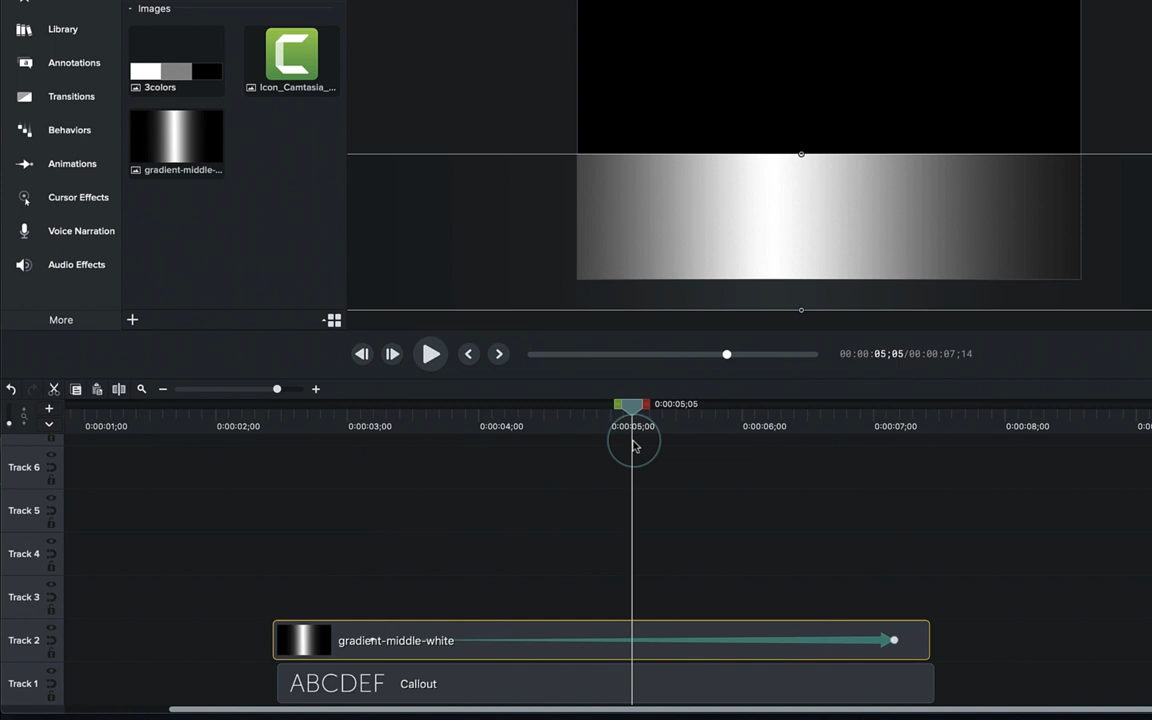 Images
Library
Annotations
Transitions
Behaviors
Animations
Cursor Effects
Voice Narration
Audio Effects
More
3colors
Icon_Camtasia_...
gradient-middle-...
00:00:05;05/00:00:07;14
0:00:05;05
0:00:01;00
0:00:02;00
0:00:03;00
0:00:04;00
0:00:05;00
0:00:06;00
0:00:07;00
0:00:08;00
0:00
Track 6
Track 5
Track 4
Track 3
Track 2
gradient-middle-white
Track 1
ABCDEF
Callout